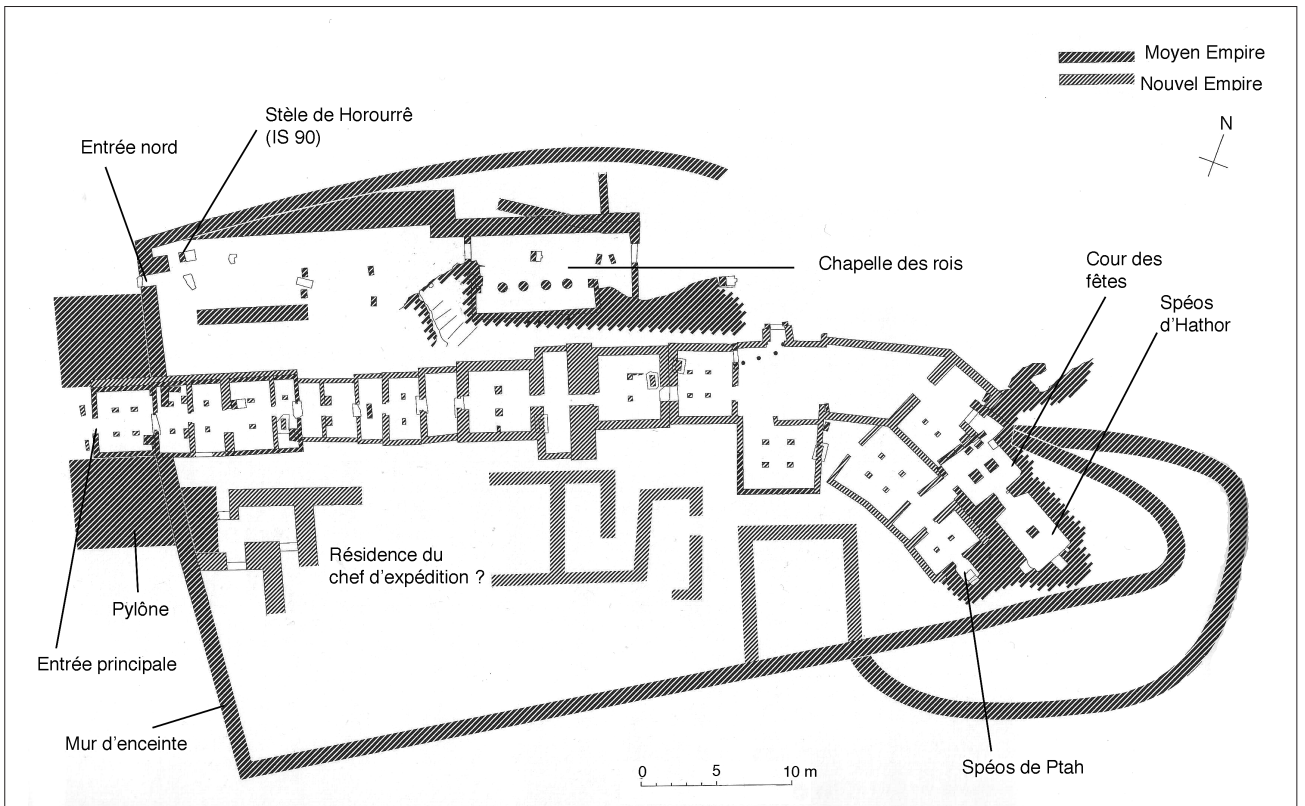 Moyen Empire
Nouvel Empire
Stèle de Horourrê
(IS 90)
N
Entrée nord
Chapelle des rois
Cour des
fêtes
Spéos
d'Hathor
Résidence du
chef d'expédition ?
Pylône
Entrée principale
Mur d'enceinte
0 5 10 m
Spéos de Ptah